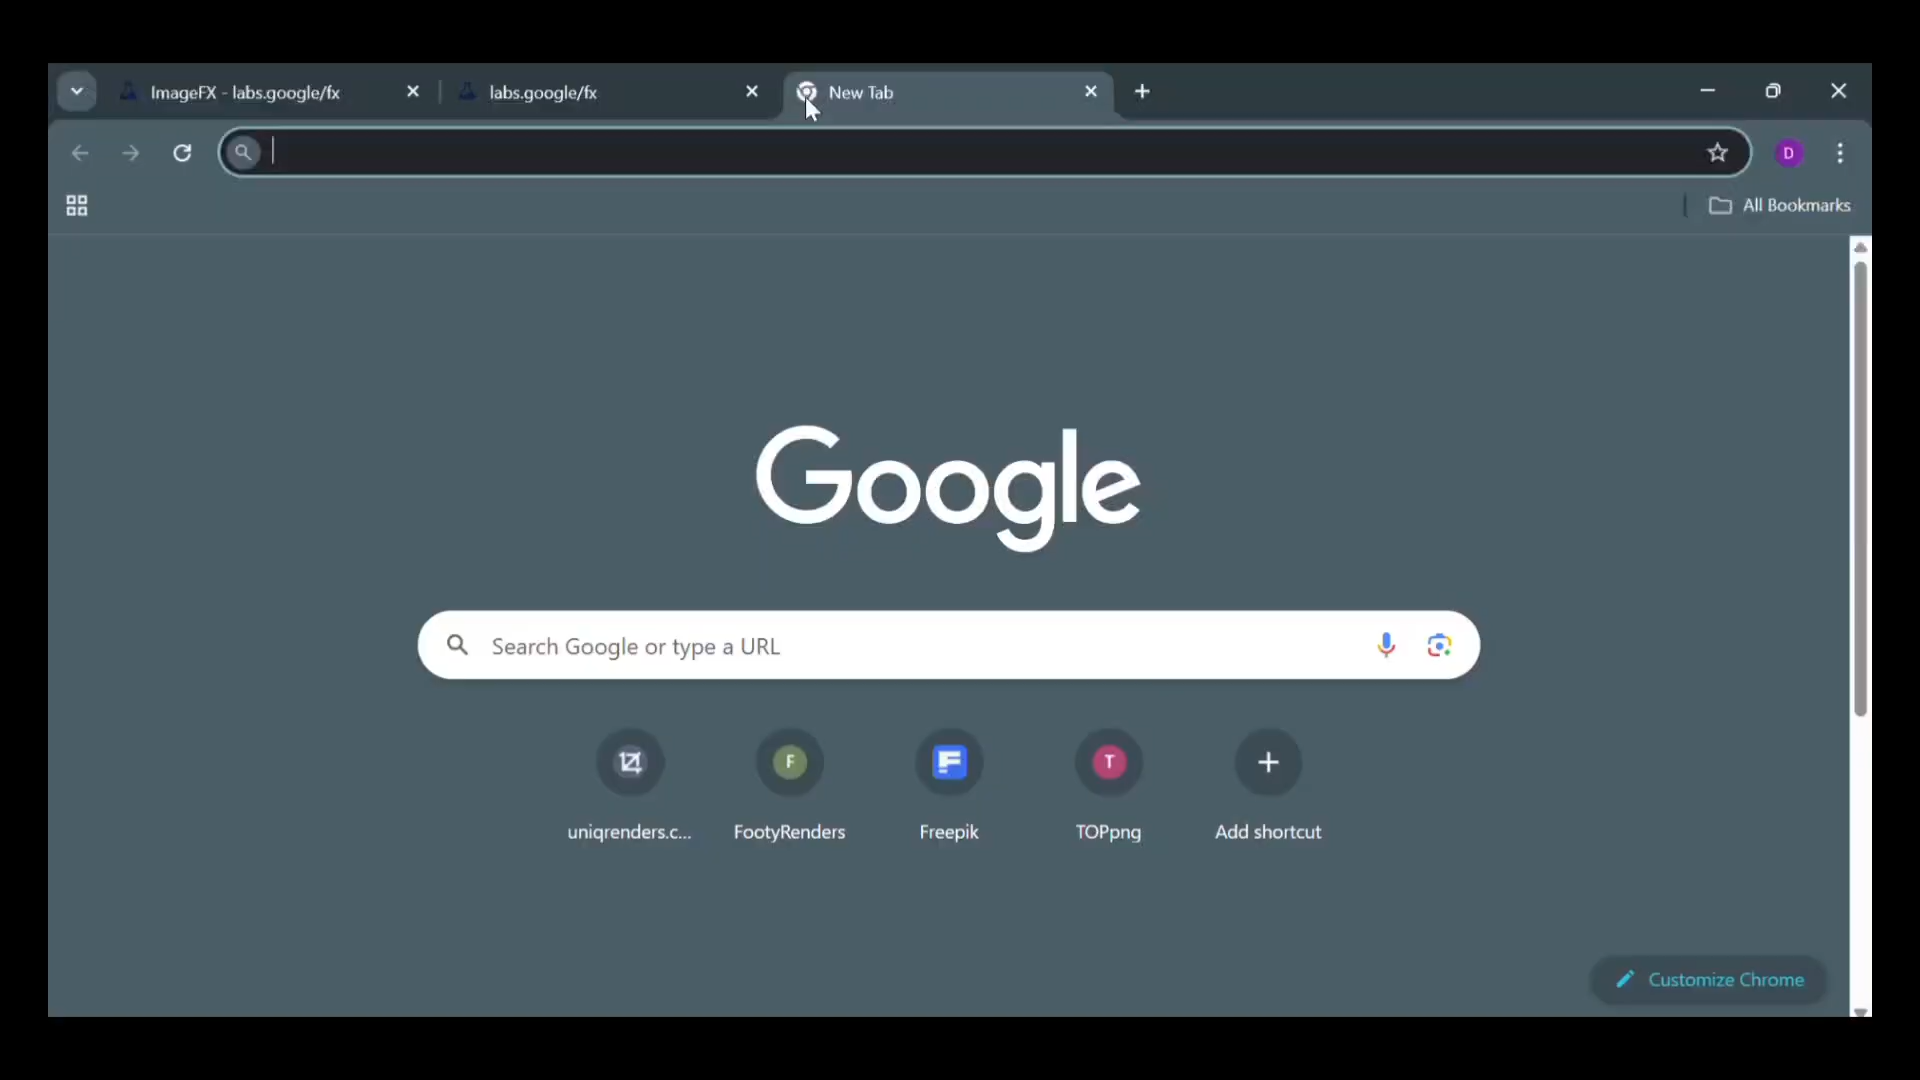 ImageFX - labs.google/fx
labs.google/fx
New Tab
D
All Bookmarks
Google
Search Google or type a URL
F
T
uniqrenders.c...
FootyRenders
Freepik
TOPpng
Add shortcut
Customize Chrome